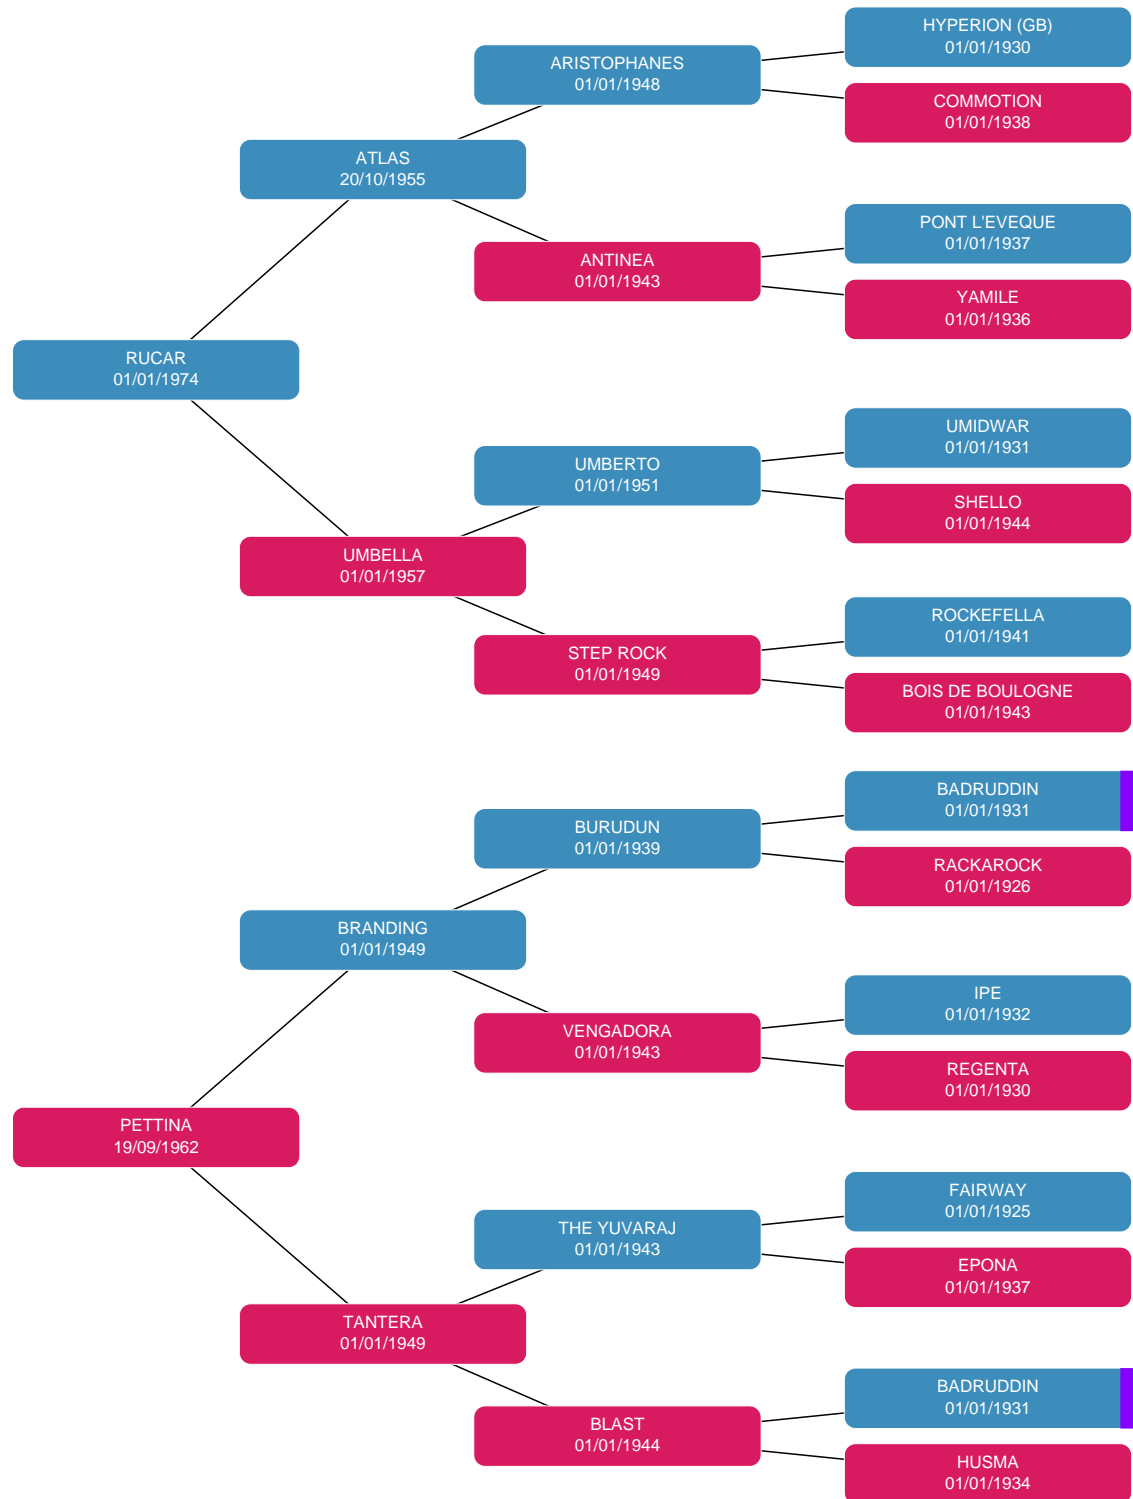 HYPERION (GB)
01/01/1930
ARISTOPHANES
01/01/1948
COMMOTION
01/01/1938
ATLAS
20/10/1955
PONT L'EVEQUE
01/01/1937
ANTINEA
01/01/1943
YAMILE
01/01/1936
RUCAR
01/01/1974
UMIDWAR
01/01/1931
UMBERTO
01/01/1951
SHELLO
01/01/1944
UMBELLA
01/01/1957
ROCKEFELLA
01/01/1941
STEP ROCK
01/01/1949
BOIS DE BOULOGNE
01/01/1943
BADRUDDIN
01/01/1931
BURUDUN
01/01/1939
RACKAROCK
01/01/1926
BRANDING
01/01/1949
IPE
01/01/1932
VENGADORA
01/01/1943
REGENTA
01/01/1930
PETTINA
19/09/1962
FAIRWAY
01/01/1925
THE YUVARAJ
01/01/1943
EPONA
01/01/1937
TANTERA
01/01/1949
BADRUDDIN
01/01/1931
BLAST
01/01/1944
HUSMA
01/01/1934